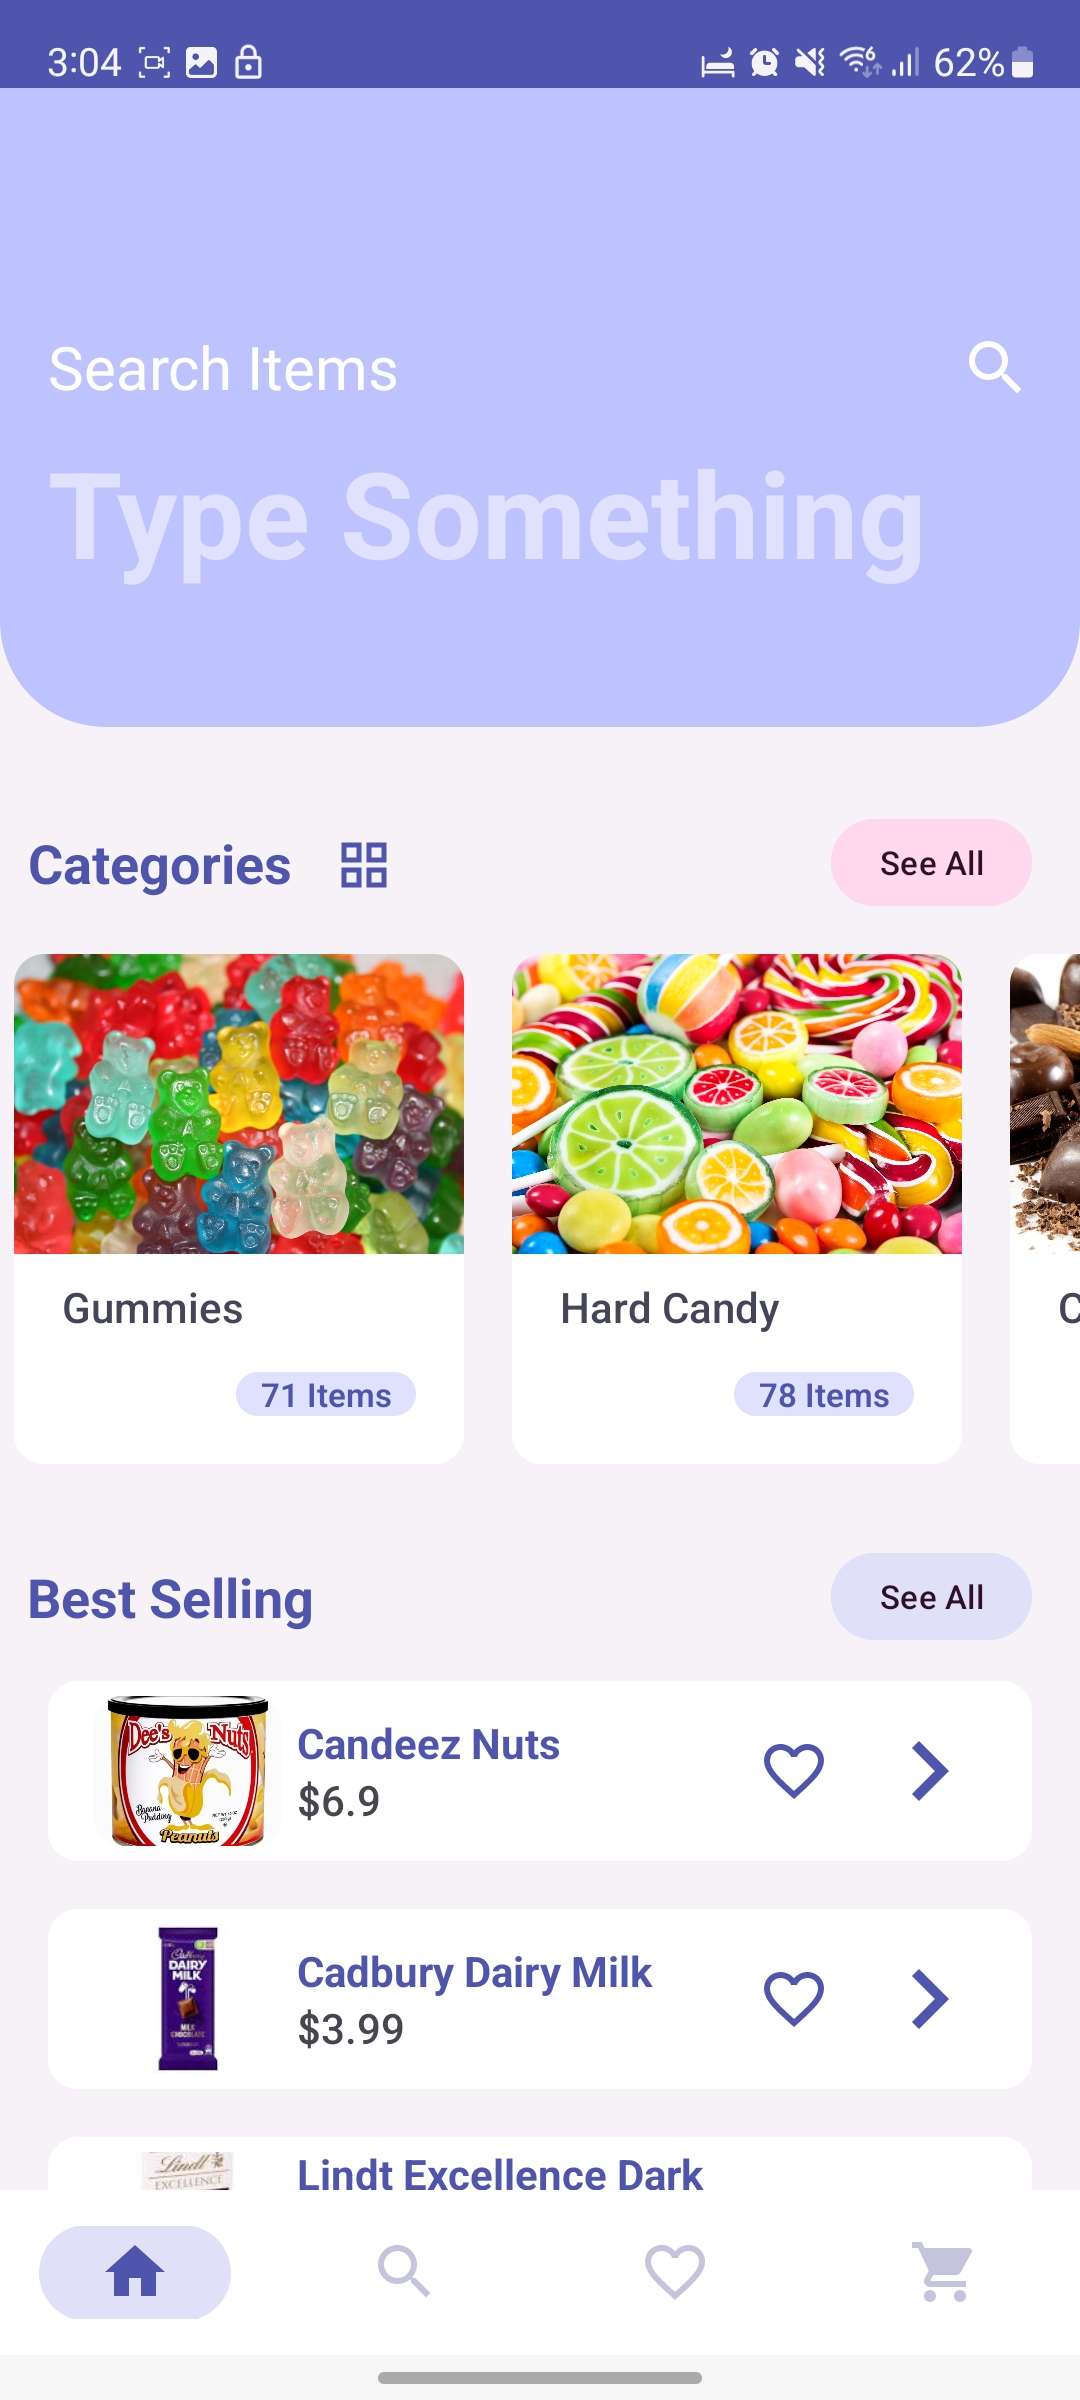 3:04
62%
Search Items
Type Something
Categories
See All
Gummies
71 Items
Hard Candy
78 Items
C
Best Selling
See All
Dee's Nuts
Banana Pudding
Peanuts
Candeez Nuts
$6.9
Cadbury
DAIRY
MILK
MILK
CHOCOLATE
Cadbury Dairy Milk
$3.99
Lindt
EXCELLENCE
Lindt Excellence Dark